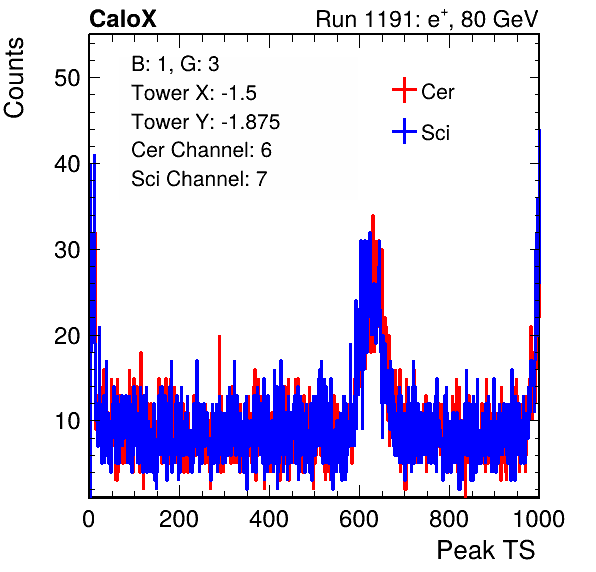 CaloX Run 1191: e⁺, 80 GeV
Counts
B: 1, G: 3
Tower X: -1.5
Tower Y: -1.875
Cer Channel: 6
Sci Channel: 7
Cer
Sci
50
40
30
20
10
0 200 400 600 800 1000
Peak TS